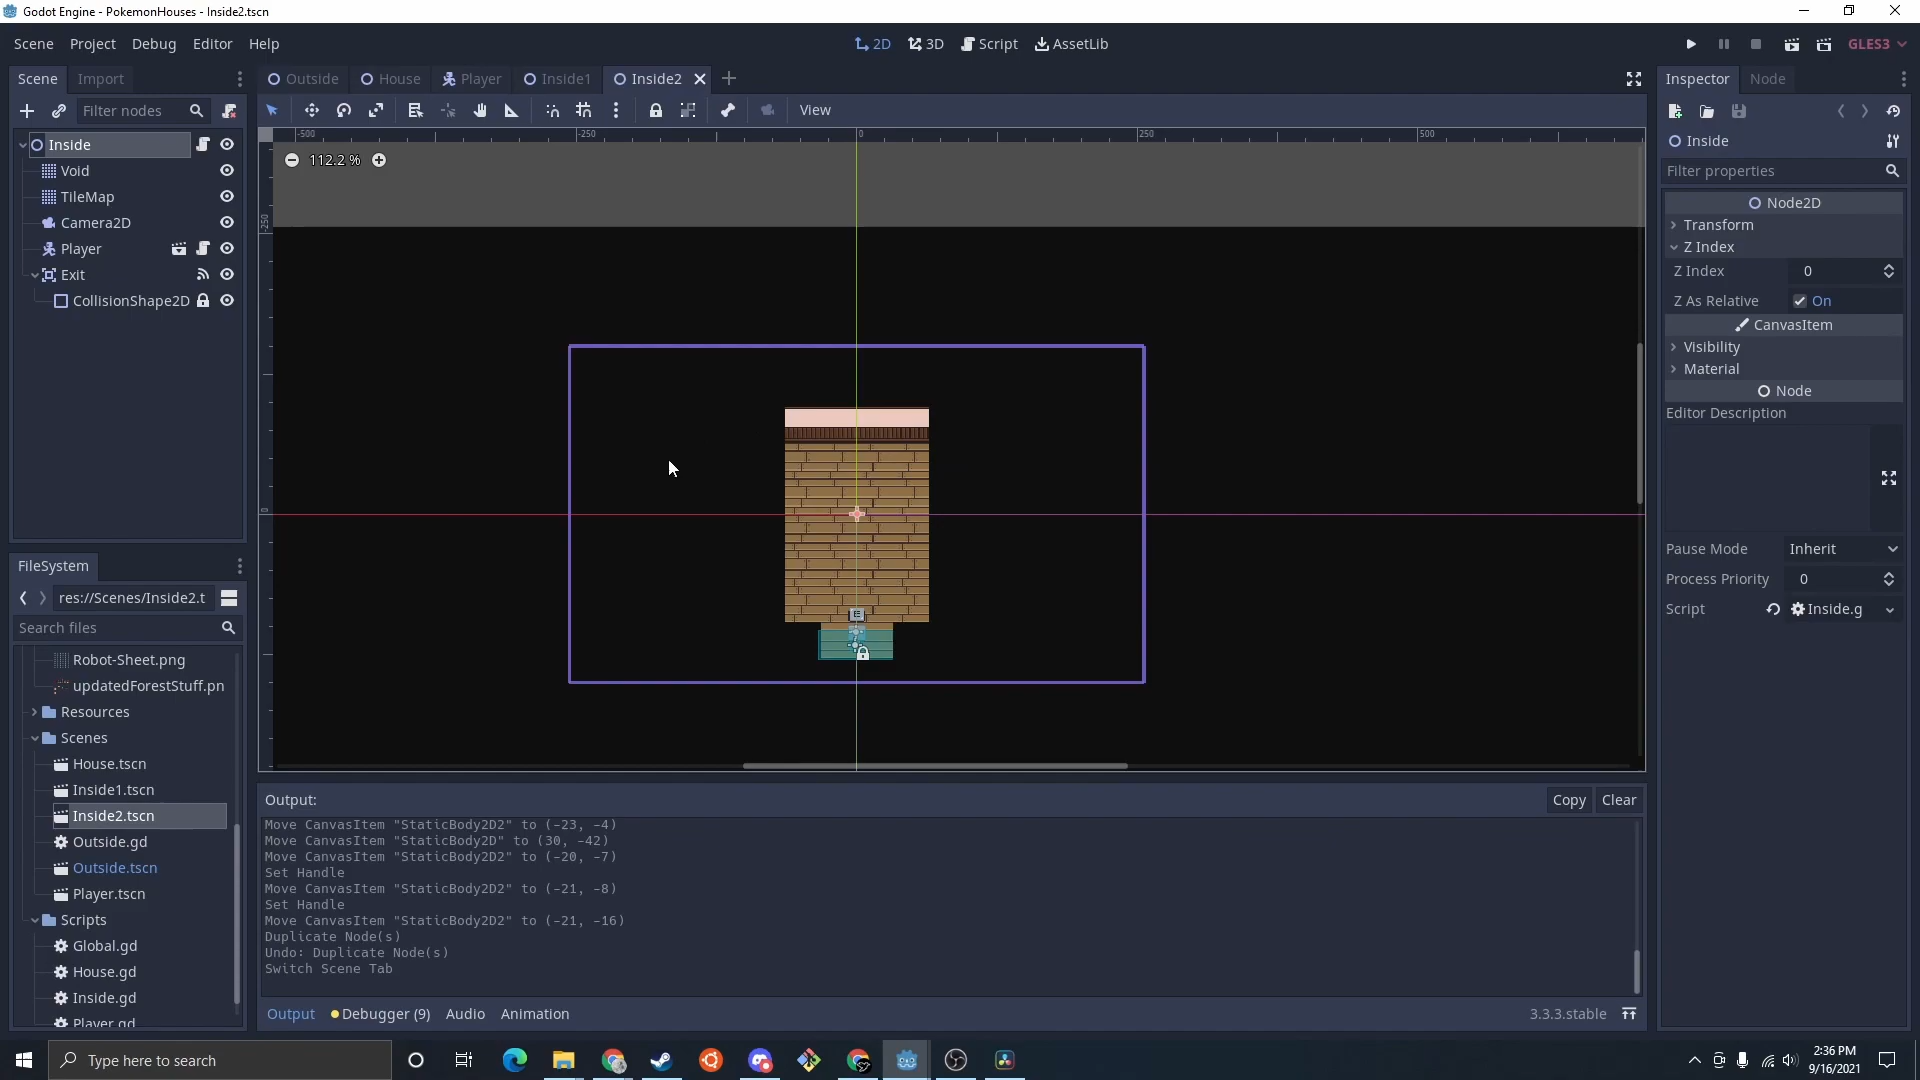 Godot Engine - PokemonHouses - Inside2.tscn
Scene Project Debug Editor Help
2D 3D Script AssetLib
GLES3
Scene Import
Outside House Player Inside1 Inside2
Inspector Node
Filter nodes
View
Inside
Void
TileMap
Camera2D
Player
Exit
CollisionShape2D
-500 -250 0 250 500
112.2 %
-250
0
E
Inside
Filter properties
Node2D
Transform
Z Index
Z Index 0
Z As Relative On
CanvasItem
Visibility
Material
Node
Editor Description
Pause Mode Inherit
Process Priority 0
Script Inside.g
FileSystem
res://Scenes/Inside2.t
Search files
Robot-Sheet.png
updatedForestStuff.pn
Resources
Scenes
House.tscn
Inside1.tscn
Inside2.tscn
Outside.gd
Outside.tscn
Player.tscn
Scripts
Global.gd
House.gd
Inside.gd
Player.gd
Output:
Copy Clear
Move CanvasItem "StaticBody2D2" to (-23, -4)
Move CanvasItem "StaticBody2D" to (30, -42)
Move CanvasItem "StaticBody2D2" to (-20, -7)
Set Handle
Move CanvasItem "StaticBody2D2" to (-21, -8)
Set Handle
Move CanvasItem "StaticBody2D2" to (-21, -16)
Duplicate Node(s)
Undo: Duplicate Node(s)
Switch Scene Tab
Output Debugger (9) Audio Animation
3.3.3.stable
Type here to search
2:36 PM
9/16/2021